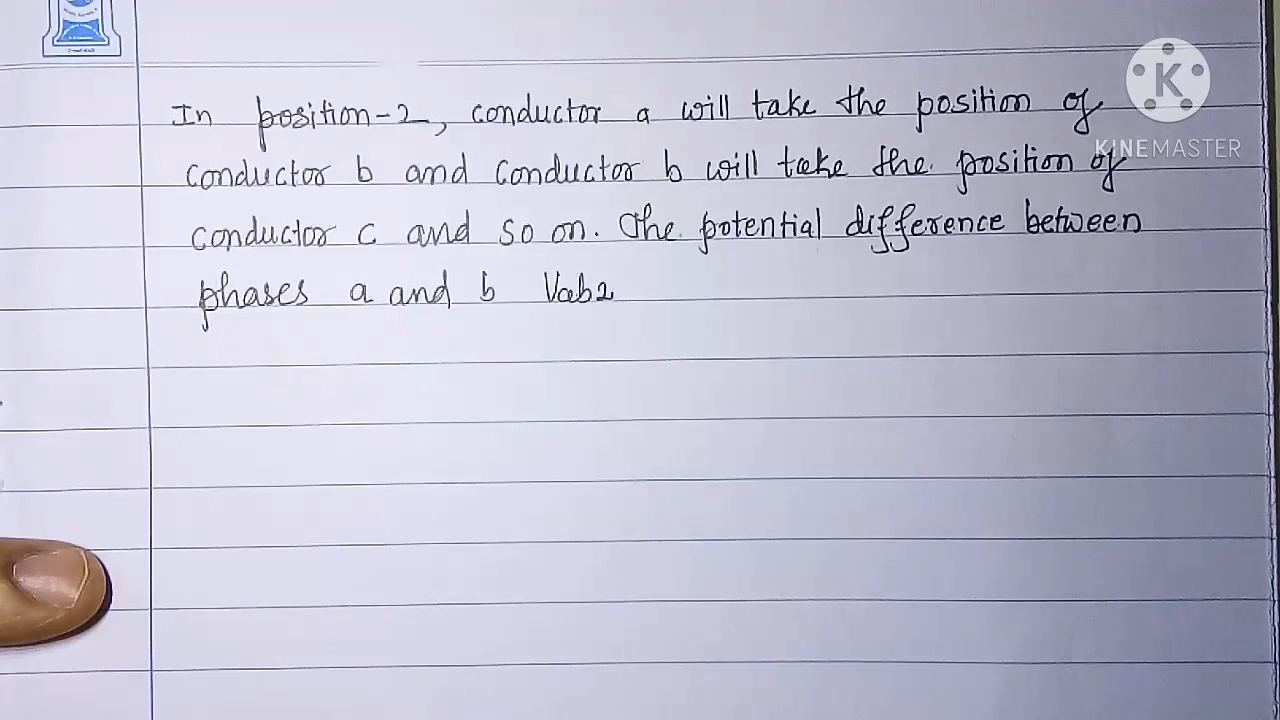 In position-2, conductor a will take the position of
conductor b and conductor b will take the position of
conductor c and so on. The potential difference between
phases a and b Vab2
K
KINEMASTER